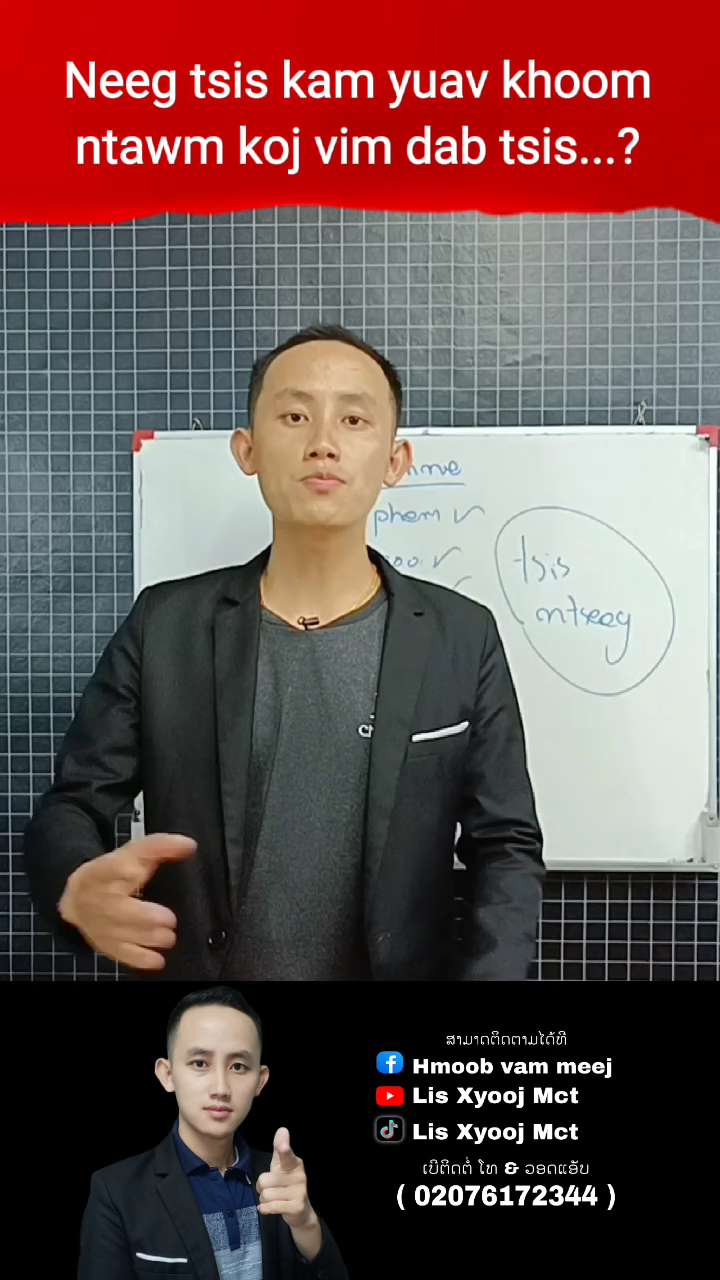 Neeg tsis kam yuav khoom
ntawm koj vim dab tsis...?
phem
tsis
ntseeg
ສາມາດຕິດຕາມໄດ້ທີ່
Hmoob vam meej
Lis Xyooj Mct
Lis Xyooj Mct
ເບີຕິດຕໍ່ ໂທ & ວອດແອັບ
( 02076172344 )